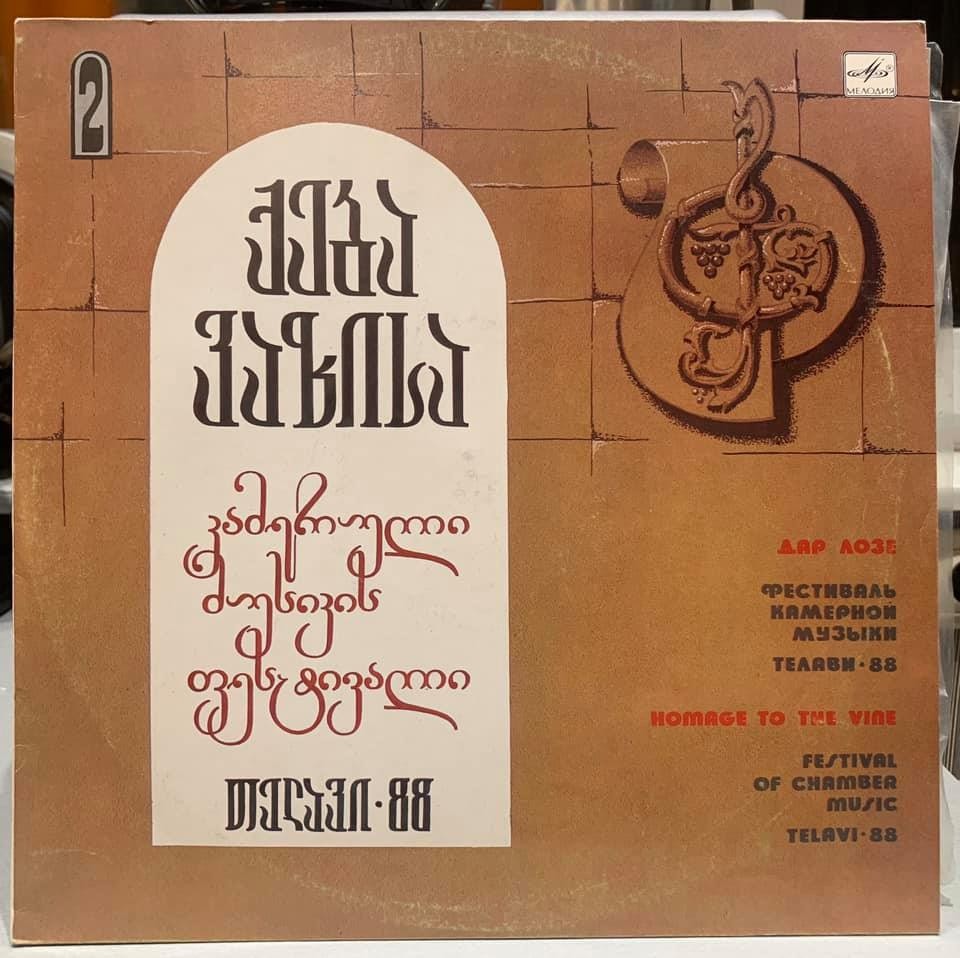 2
МЕЛОДИЯ
ქება
ვაზისა
კამერული
მუსიკის
ფესტივალი
თელავი·88
ДАР ЛОЗЕ
ФЕСТИВАЛЬ
КАМЕРНОЙ
МУЗЫКИ
ТЕЛАВИ·88
HOMAGE TO THE VINE
FESTIVAL
OF CHAMBER
MUSIC
TELAVI·88